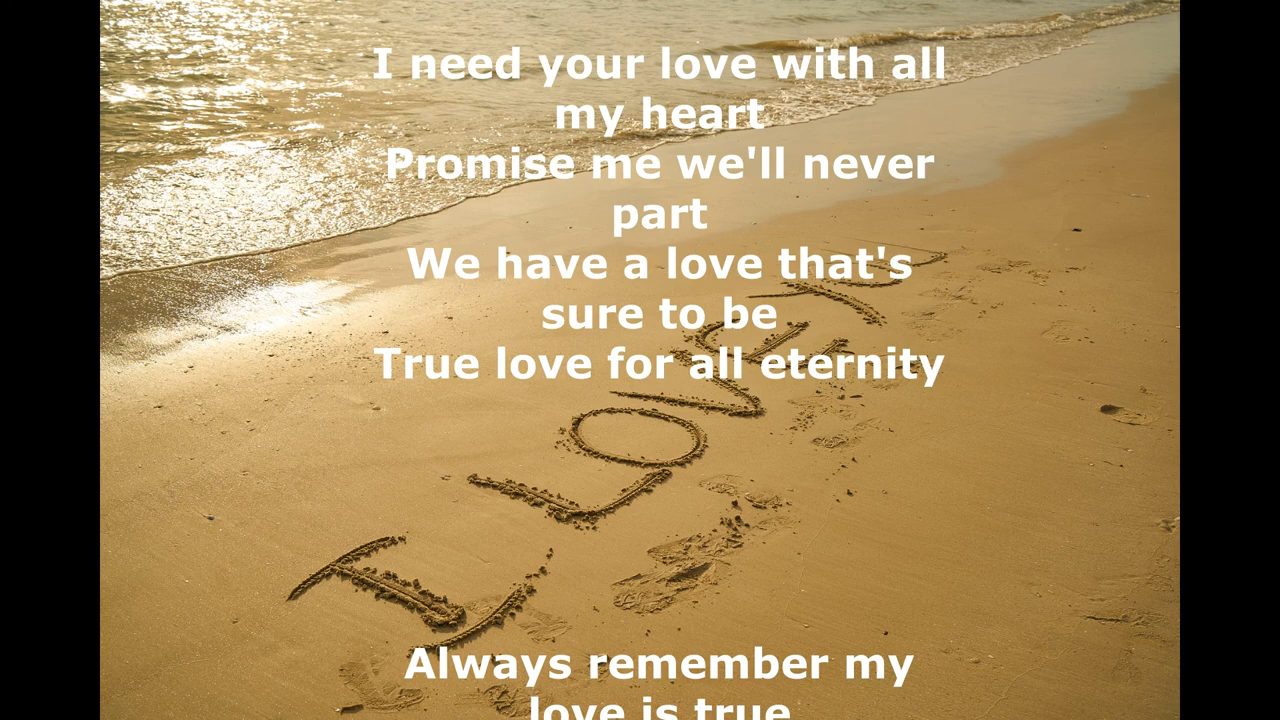 I need your love with all
my heart
Promise me we'll never
part
We have a love that's
sure to be
True love for all eternity
I LOVE YO
Always remember my
love is true